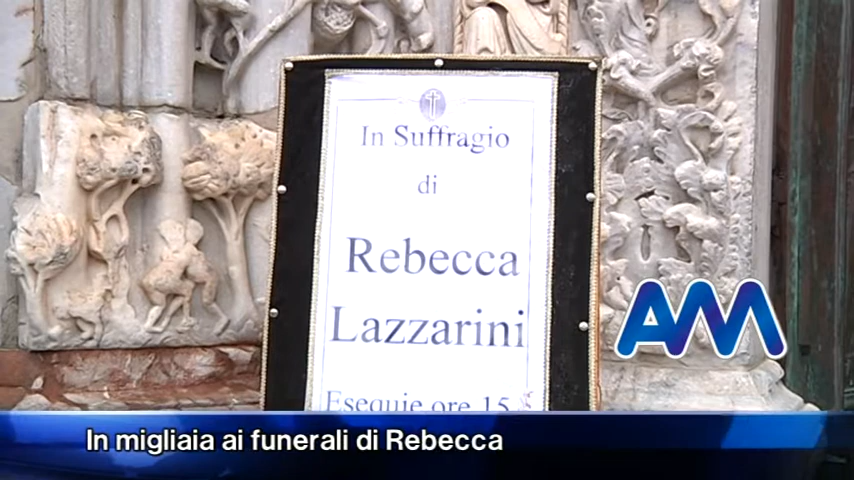 In Suffragio
di
Rebecca
Lazzarini
Esequie ore 15
AM
In migliaia ai funerali di Rebecca